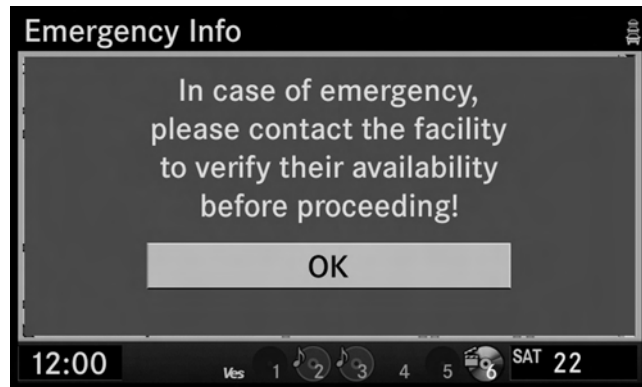 Emergency Info
In case of emergency,
please contact the facility
to verify their availability
before proceeding!
OK
12:00 Ves 1 2 3 4 5 6 SAT 22